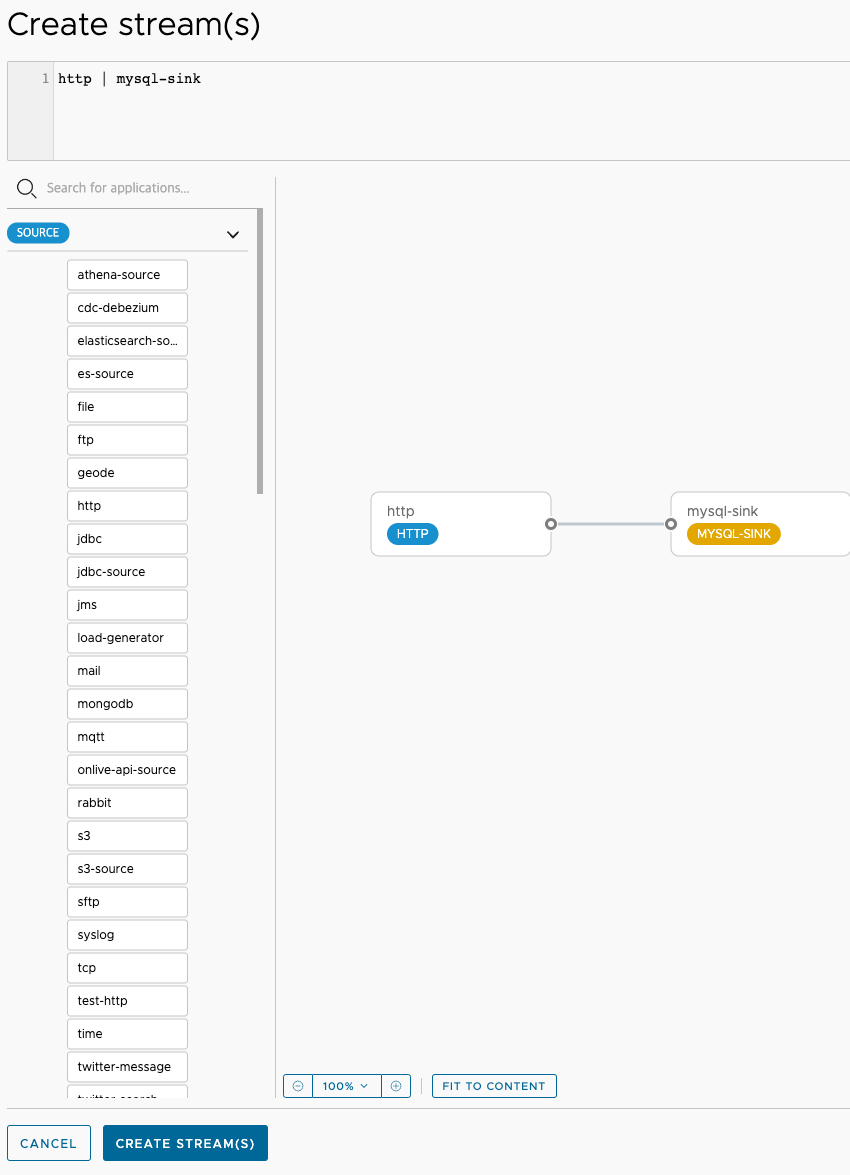 Create stream(s)
1 http | mysql-sink
Search for applications...
SOURCE
athena-source
cdc-debezium
elasticsearch-so...
es-source
file
ftp
geode
http
jdbc
jdbc-source
jms
load-generator
mail
mongodb
mqtt
onlive-api-source
rabbit
s3
s3-source
sftp
syslog
tcp
test-http
time
twitter-message
http
HTTP
mysql-sink
MYSQL-SINK
100%
FIT TO CONTENT
CANCEL
CREATE STREAM(S)